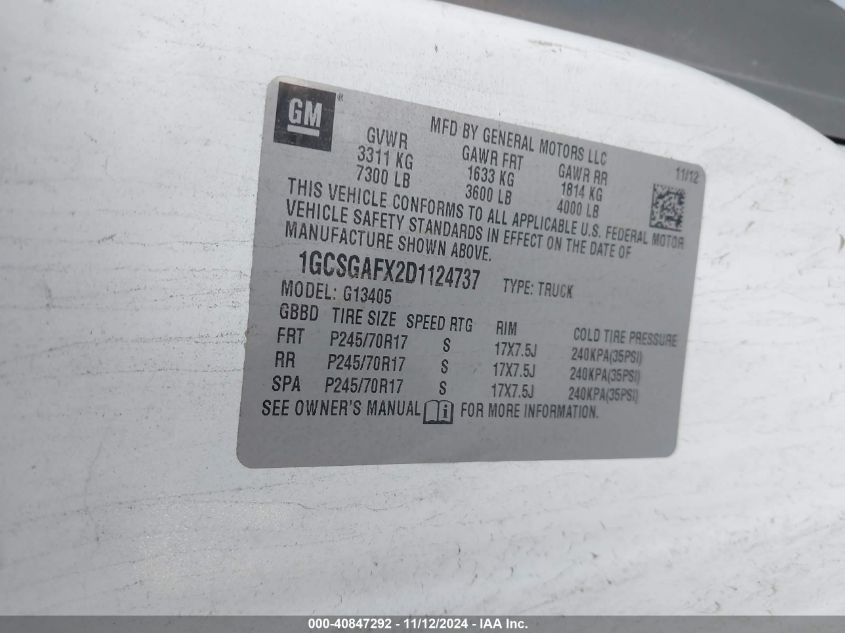 GM ®
MFD BY GENERAL MOTORS LLC
11/12
GVWR GAWR FRT GAWR RR
3311 KG 1633 KG 1814 KG
7300 LB 3600 LB 4000 LB
THIS VEHICLE CONFORMS TO ALL APPLICABLE U.S. FEDERAL MOTOR
VEHICLE SAFETY STANDARDS IN EFFECT ON THE DATE OF
MANUFACTURE SHOWN ABOVE.
1GCSGAFX2D1124737 TYPE: TRUCK
MODEL: G13405
GBBD TIRE SIZE SPEED RTG RIM COLD TIRE PRESSURE
FRT P245/70R17 S 17X7.5J 240KPA(35PSI)
RR P245/70R17 S 17X7.5J 240KPA(35PSI)
SPA P245/70R17 S 17X7.5J 240KPA(35PSI)
SEE OWNER'S MANUAL i FOR MORE INFORMATION.
000-40847292 - 11/12/2024 - IAA Inc.